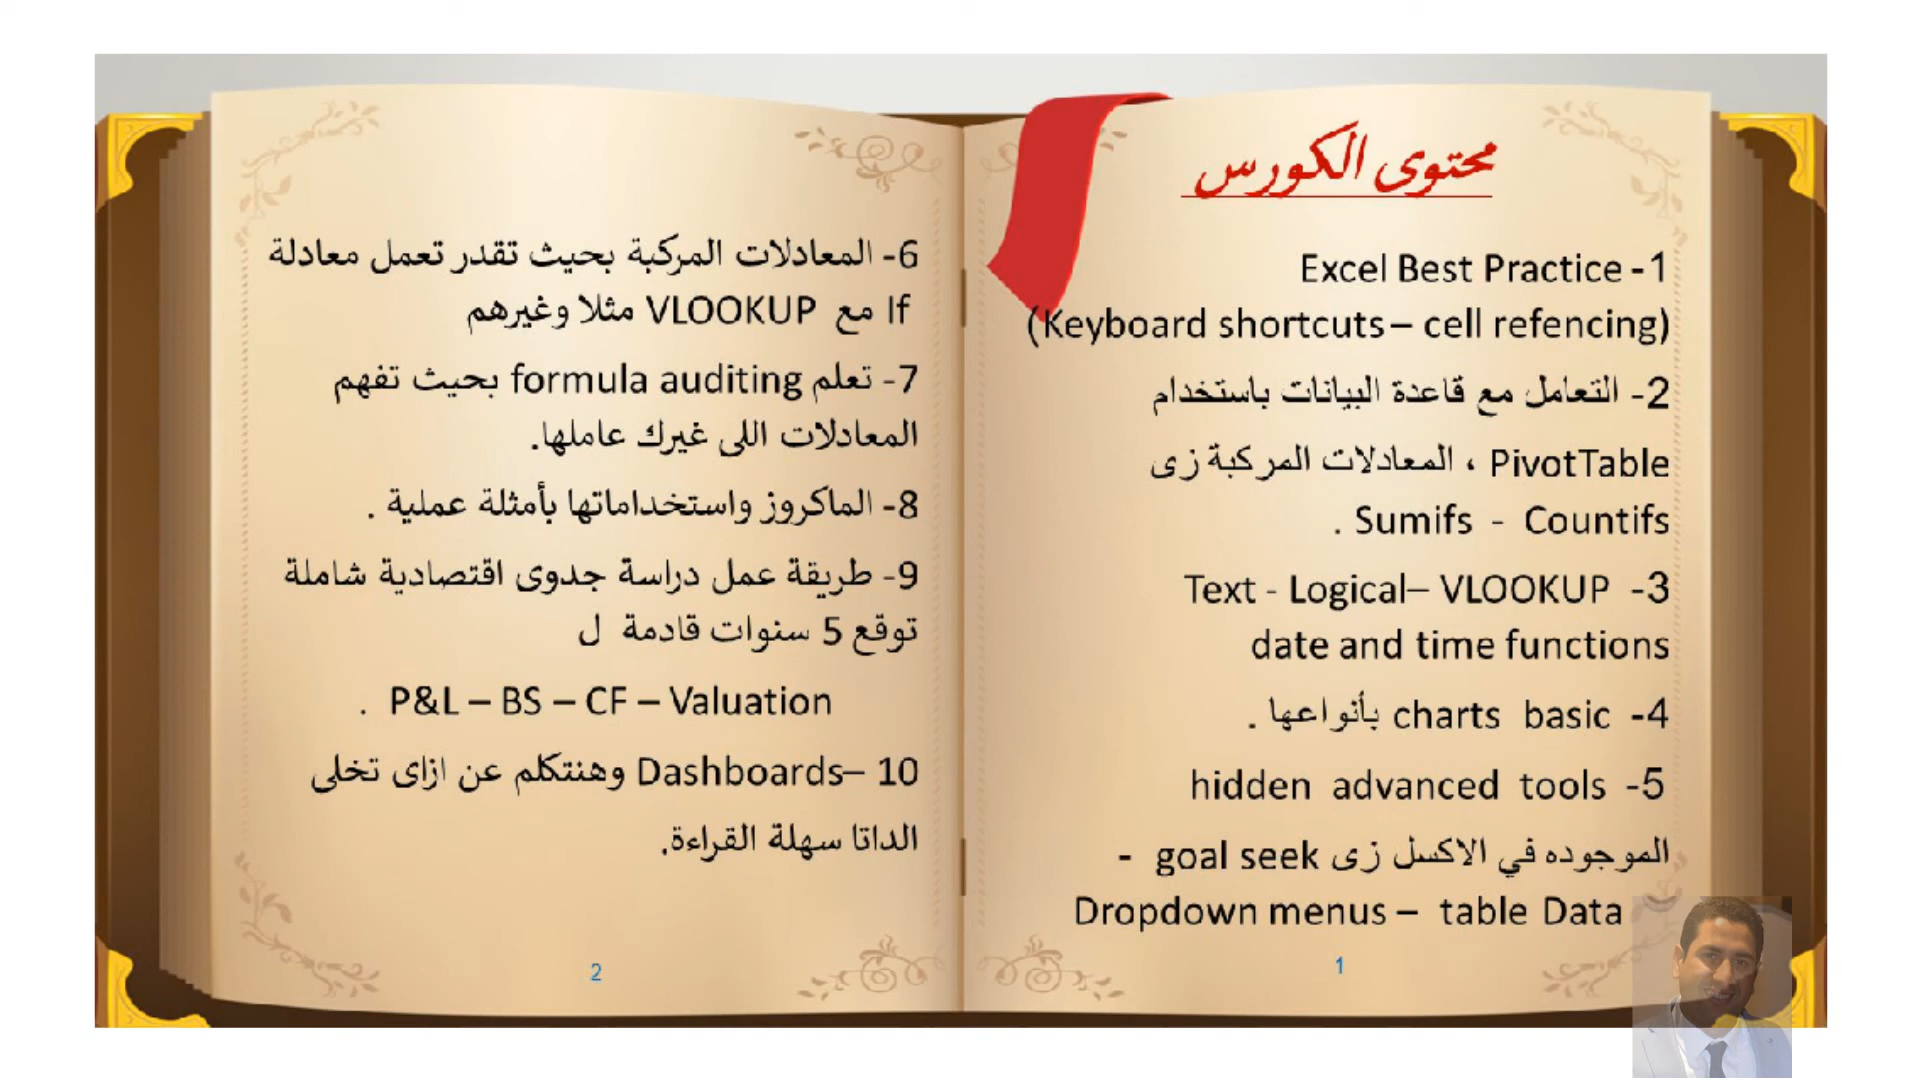 محتوى الكورس
1- Excel Best Practice
(Keyboard shortcuts – cell refencing)
2- التعامل مع قاعدة البيانات باستخدام
PivotTable ، المعادلات المركبة زى
Sumifs - Countifs .
3- Text - Logical– VLOOKUP
date and time functions
4- charts basic بأنواعها .
5- hidden advanced tools
الموجوده في الاكسل زى goal seek -
Dropdown menus – table Data
1
6- المعادلات المركبة بحيث تقدر تعمل معادلة
If مع VLOOKUP مثلا وغيرهم
7- تعلم formula auditing بحيث تفهم
المعادلات اللى غيرك عاملها.
8- الماكروز واستخداماتها بأمثلة عملية .
9- طريقة عمل دراسة جدوى اقتصادية شاملة
توقع 5 سنوات قادمة ل
P&L – BS – CF – Valuation .
10 –Dashboards وهنتكلم عن ازاى تخلى
الداتا سهلة القراءة.
2